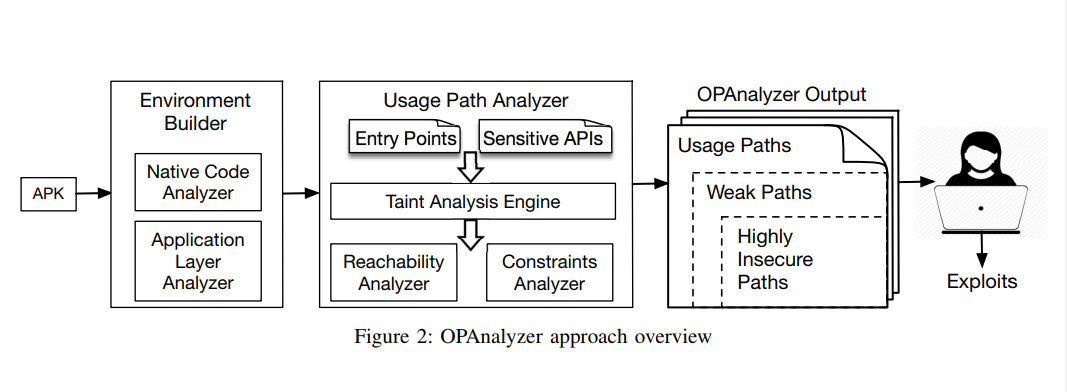 APK
Environment
Builder
Native Code
Analyzer
Application
Layer
Analyzer
Usage Path Analyzer
Entry Points
Sensitive APIs
Taint Analysis Engine
Reachability
Analyzer
Constraints
Analyzer
OPAnalyzer Output
Usage Paths
Weak Paths
Highly
Insecure
Paths
Exploits
Figure 2: OPAnalyzer approach overview